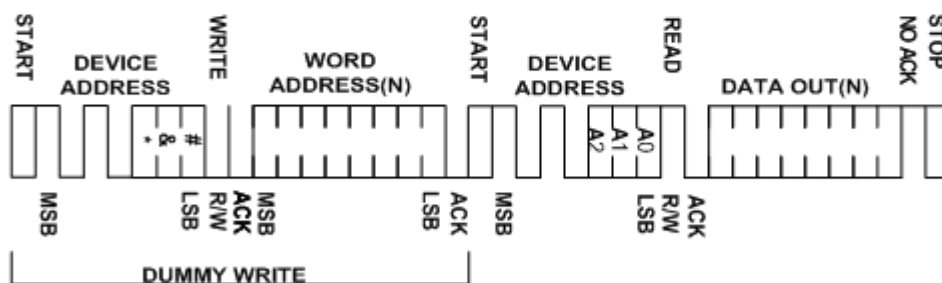 START
DEVICE
ADDRESS
WRITE
WORD
ADDRESS(N)
START
DEVICE
ADDRESS
READ
DATA OUT(N)
NO ACK
STOP
* & #
A2 A1 A0
MSB
LSB
R/W
ACK
MSB
LSB
ACK
MSB
LSB
R/W
ACK
DUMMY WRITE